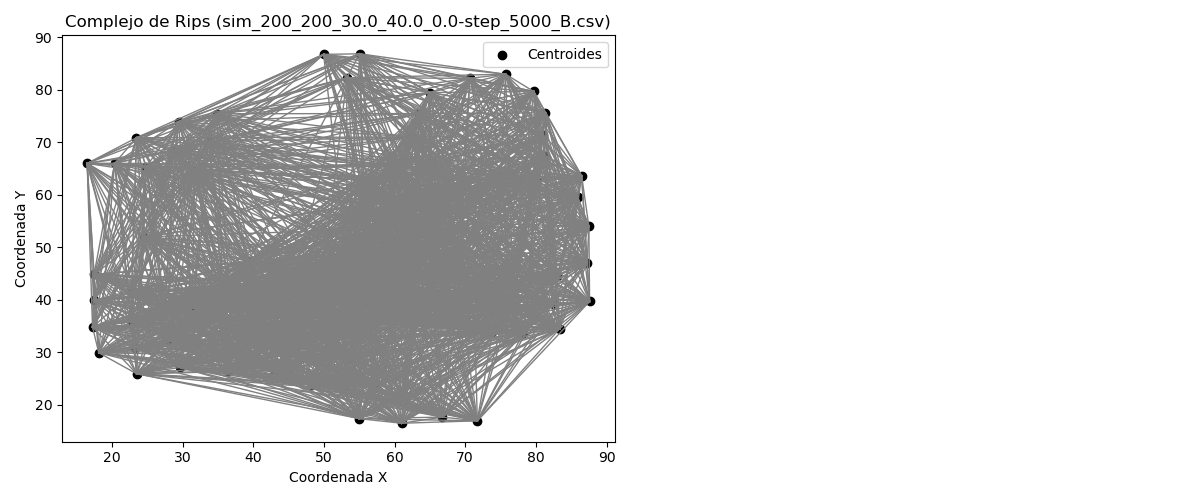 Complejo de Rips (sim_200_200_30.0_40.0_0.0-step_5000_B.csv)
Centroides
90
80
70
60
50
40
30
20
Coordenada Y
20 30 40 50 60 70 80 90
Coordenada X